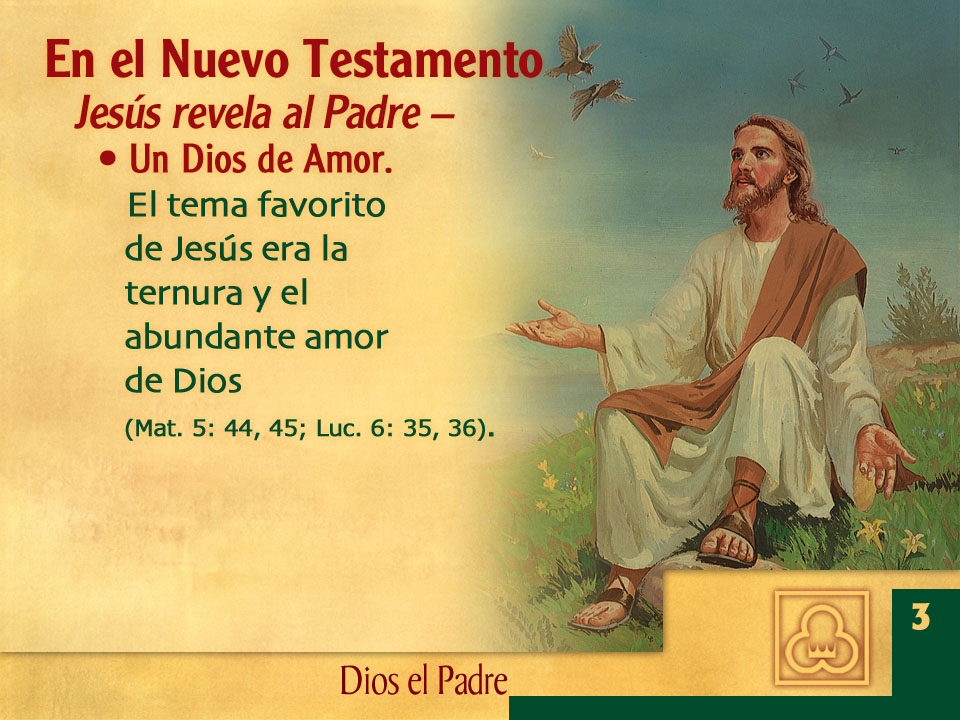 En el Nuevo Testamento
Jesús revela al Padre –
• Un Dios de Amor.
El tema favorito
de Jesús era la
ternura y el
abundante amor
de Dios
(Mat. 5: 44, 45; Luc. 6: 35, 36).
3
Dios el Padre